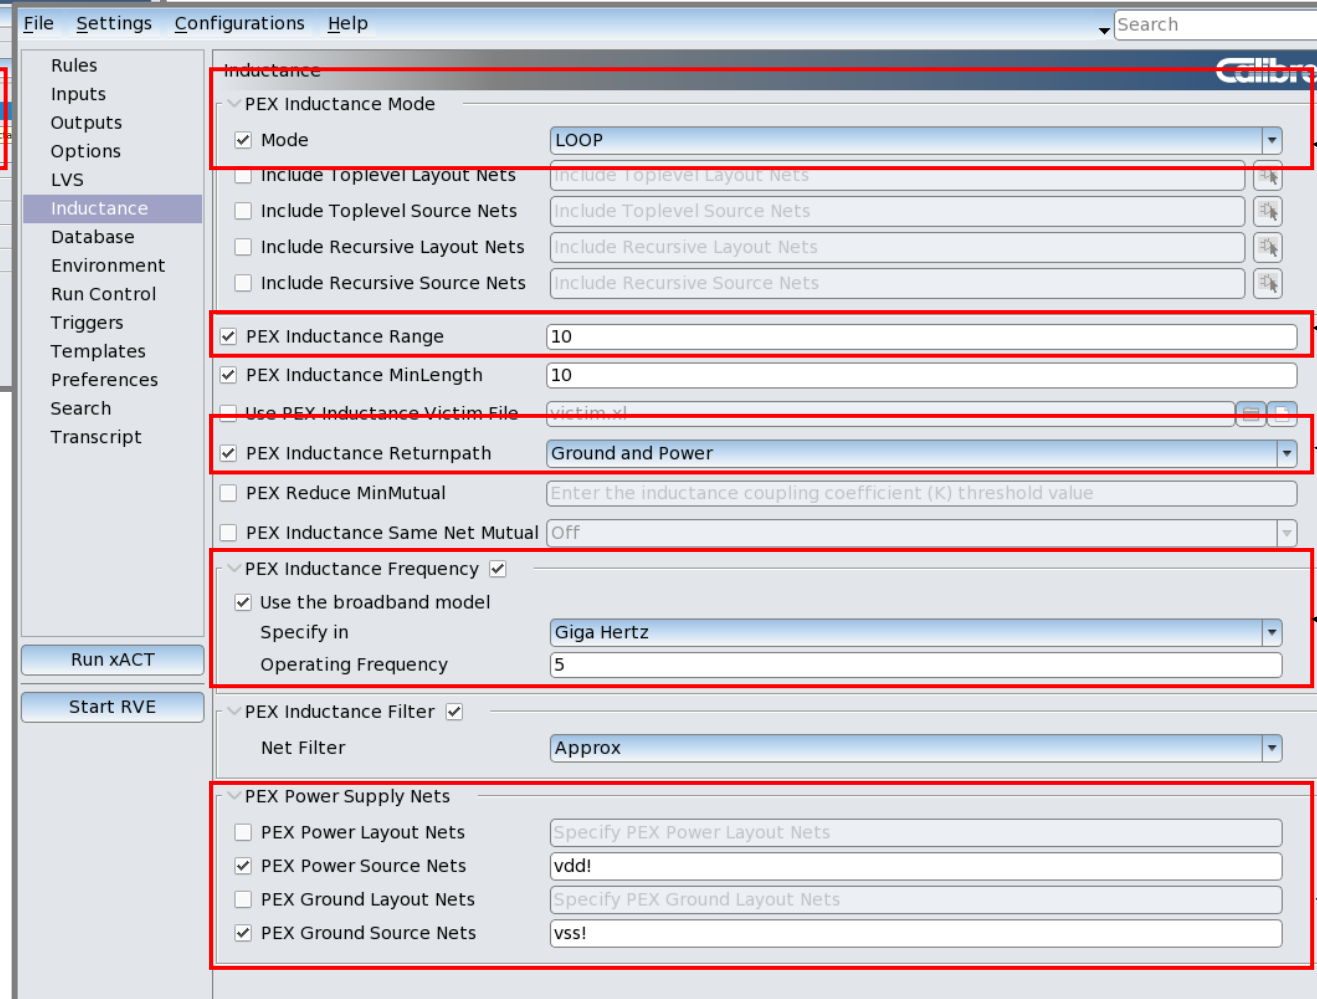 File Settings Configurations Help Search
Rules
Inputs
Outputs
Options
LVS
Inductance
Database
Environment
Run Control
Triggers
Templates
Preferences
Search
Transcript
Run xACT
Start RVE
Inductance Calibre
PEX Inductance Mode
Mode LOOP
Include Toplevel Layout Nets Include Toplevel Layout Nets
Include Toplevel Source Nets Include Toplevel Source Nets
Include Recursive Layout Nets Include Recursive Layout Nets
Include Recursive Source Nets Include Recursive Source Nets
PEX Inductance Range 10
PEX Inductance MinLength 10
Use PEX Inductance Victim File victim.xl
PEX Inductance Returnpath Ground and Power
PEX Reduce MinMutual Enter the inductance coupling coefficient (K) threshold value
PEX Inductance Same Net Mutual Off
PEX Inductance Frequency
Use the broadband model
Specify in Giga Hertz
Operating Frequency 5
PEX Inductance Filter
Net Filter Approx
PEX Power Supply Nets
PEX Power Layout Nets Specify PEX Power Layout Nets
PEX Power Source Nets vdd!
PEX Ground Layout Nets Specify PEX Ground Layout Nets
PEX Ground Source Nets vss!